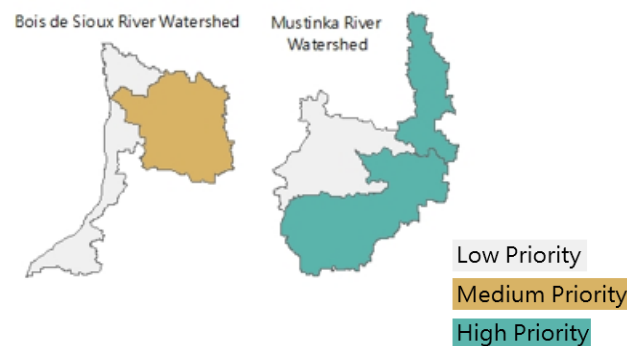 Bois de Sioux River Watershed
Mustinka River
Watershed
Low Priority
Medium Priority
High Priority